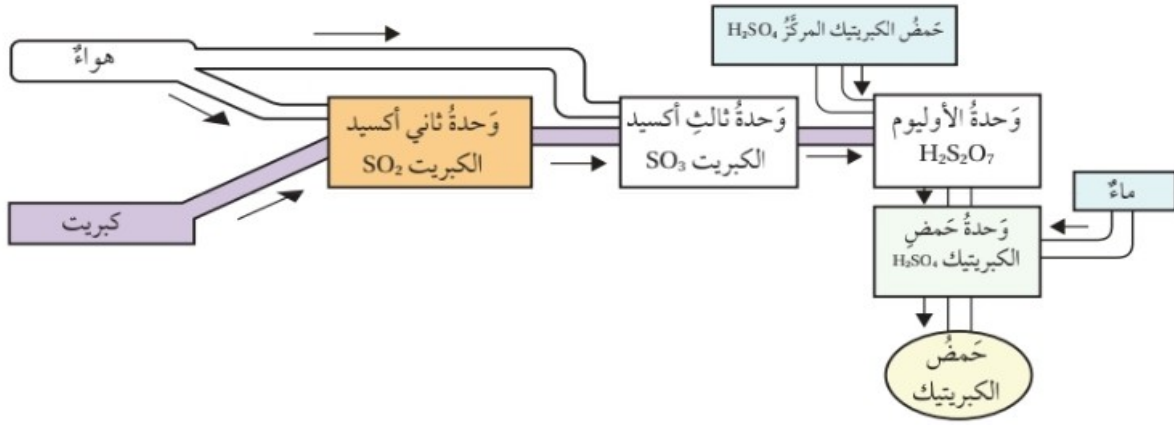 هواءٌ
كبريت
وَحدةُ ثاني أكسيد
الكبريت SO₂
وَحدةُ ثالثِ أكسيد
الكبريت SO₃
حَمضُ الكبريتيك المركَّزُ H₂SO₄
وَحدةُ الأوليوم
H₂S₂O₇
ماءٌ
وَحدةُ حَمضِ
الكبريتيك H₂SO₄
حَمضُ
الكبريتيك